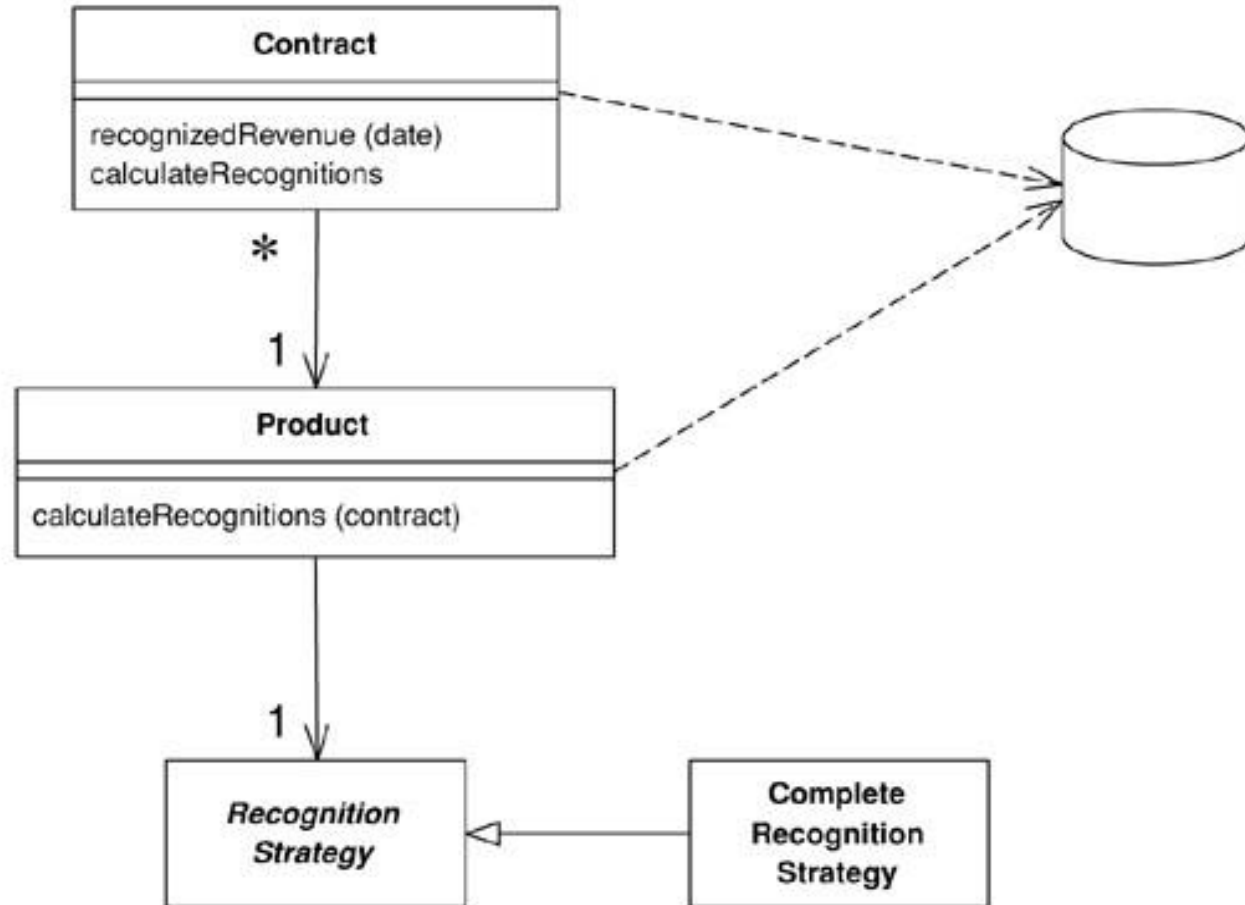 Contract
recognizedRevenue (date)
calculateRecognitions
*
1
Product
calculateRecognitions (contract)
1
Recognition
Strategy
Complete
Recognition
Strategy